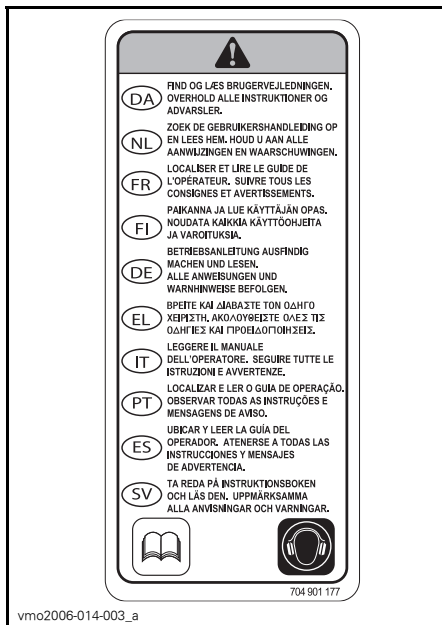 DA
FIND OG LÆS BRUGERVEJLEDNINGEN.
OVERHOLD ALLE INSTRUKTIONER OG
ADVARSLER.
NL
ZOEK DE GEBRUIKERSHANDLEIDING OP
EN LEES HEM. HOUD U AAN ALLE
AANWIJZINGEN EN WAARSCHUWINGEN.
FR
LOCALISER ET LIRE LE GUIDE DE
L'OPÉRATEUR. SUIVRE TOUS LES
CONSIGNES ET AVERTISSEMENTS.
FI
PAIKANNA JA LUE KÄYTTÄJÄN OPAS.
NOUDATA KAIKKIA KÄYTTÖOHJEITA
JA VAROITUKSIA.
DE
BETRIEBSANLEITUNG AUSFINDIG
MACHEN UND LESEN.
ALLE ANWEISUNGEN UND
WARNHINWEISE BEFOLGEN.
EL
ΒΡΕΙΤΕ ΚΑΙ ΔΙΑΒΑΣΤΕ ΤΟΝ ΟΔΗΓΟ
ΧΕΙΡΙΣΤΗ. ΑΚΟΛΟΥΘΕΙΣΤΕ ΟΛΕΣ ΤΙΣ
ΟΔΗΓΙΕΣ ΚΑΙ ΠΡΟΕΙΔΟΠΟΙΗΣΕΙΣ.
IT
LEGGERE IL MANUALE
DELL'OPERATORE. SEGUIRE TUTTE LE
ISTRUZIONI E AVVERTENZE.
PT
LOCALIZAR E LER O GUIA DE OPERAÇÃO.
OBSERVAR TODAS AS INSTRUÇÕES E
MENSAGENS DE AVISO.
ES
UBICAR Y LEER LA GUÍA DEL
OPERADOR. ATENERSE A TODAS LAS
INSTRUCCIONES Y MENSAJES
DE ADVERTENCIA.
SV
TA REDA PÅ INSTRUKTIONSBOKEN
OCH LÄS DEN. UPPMÄRKSAMMA
ALLA ANVISNINGAR OCH VARNINGAR.
704 901 177
vmo2006-014-003_a